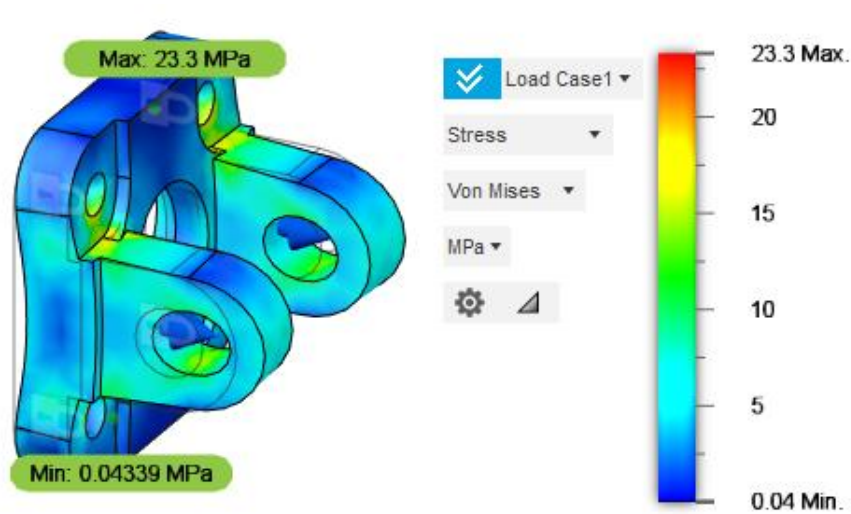 Max: 23.3 MPa
Min: 0.04339 MPa
Load Case1
Stress
Von Mises
MPa
23.3 Max.
20
15
10
5
0.04 Min.